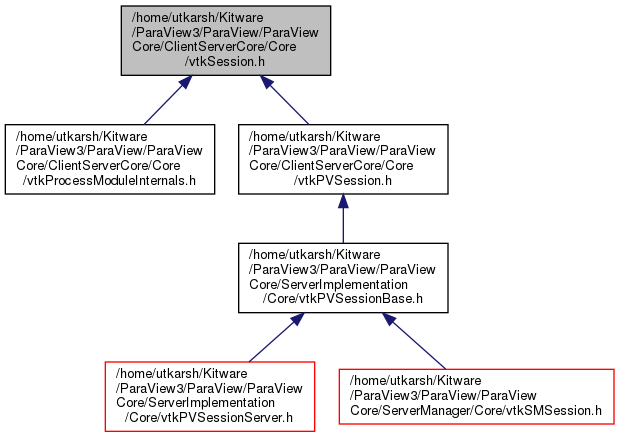 /home/utkarsh/Kitware
/ParaView3/ParaView/ParaView
Core/ClientServerCore/Core
/vtkSession.h
/home/utkarsh/Kitware
/ParaView3/ParaView/ParaView
Core/ClientServerCore/Core
/vtkProcessModuleInternals.h
/home/utkarsh/Kitware
/ParaView3/ParaView/ParaView
Core/ClientServerCore/Core
/vtkPVSession.h
/home/utkarsh/Kitware
/ParaView3/ParaView/ParaView
Core/ServerImplementation
/Core/vtkPVSessionBase.h
/home/utkarsh/Kitware
/ParaView3/ParaView/ParaView
Core/ServerImplementation
/Core/vtkPVSessionServer.h
/home/utkarsh/Kitware
/ParaView3/ParaView/ParaView
Core/ServerManager/Core/vtkSMSession.h